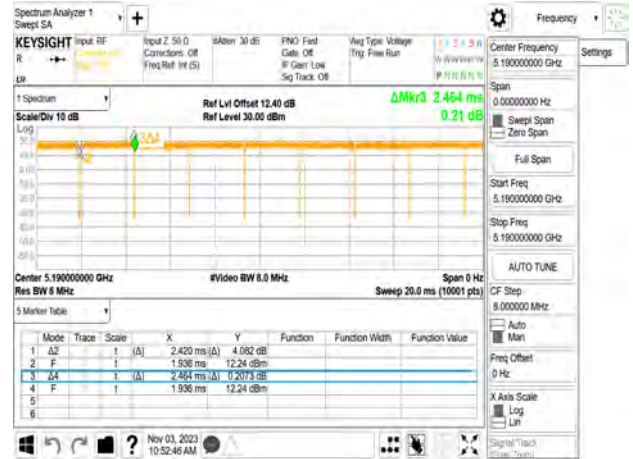 Spectrum Analyzer 1
Swept SA
Frequency
KEYSIGHT
Input: RF
Input Z: 50 Ω
#Atten: 30 dB
PNO: Fast
Avg Type: Voltage
Corrections: Off
Gate: Off
Trig: Free Run
Freq Ref: Int (S)
IF Gain: Low
Sig Track: Off
Center Frequency
5.190000000 GHz
Settings
Span
0.00000000 Hz
Swept Span
Zero Span
Full Span
Start Freq
5.190000000 GHz
Stop Freq
5.190000000 GHz
AUTO TUNE
CF Step
8.000000 MHz
Auto
Man
Freq Offset
0 Hz
X Axis Scale
Log
Lin
Signal Track
1 Spectrum
Scale/Div 10 dB
Log
Ref Lvl Offset 12.40 dB
Ref Level 30.00 dBm
ΔMkr3 2.464 ms
0.21 dB
3Δ4
Center 5.190000000 GHz
#Video BW 8.0 MHz
Span 0 Hz
Res BW 8 MHz
Sweep 20.0 ms (10001 pts)
5 Marker Table
Mode Trace Scale X Y Function Function Width Function Value
1 Δ2 t (Δ) 2.420 ms (Δ) 4.082 dB
2 F t 1.936 ms 12.24 dBm
3 Δ4 t (Δ) 2.464 ms (Δ) 0.2073 dB
4 F t 1.936 ms 12.24 dBm
5
6
Nov 03, 2023
10:52:46 AM